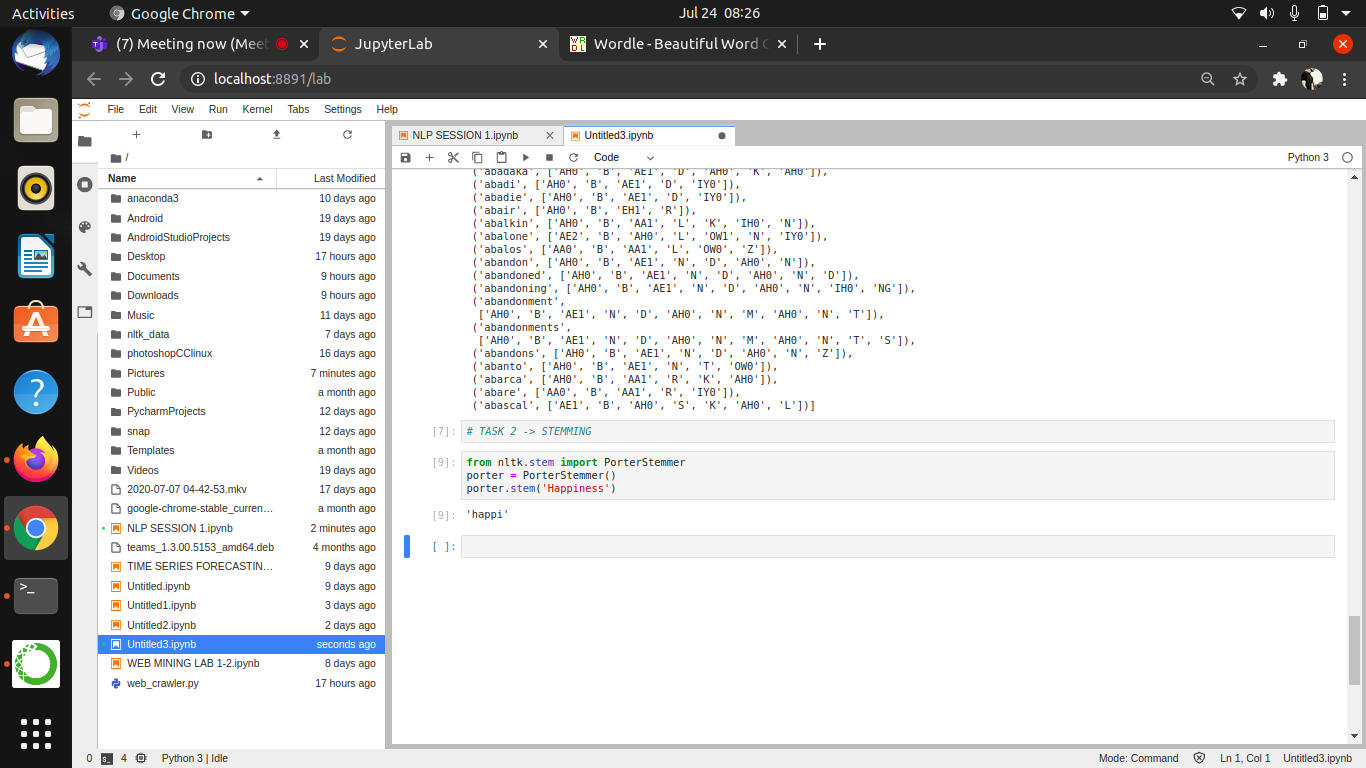 Activities
Google Chrome
Jul 24 08:26
(7) Meeting now (Meet
JupyterLab
Wordle - Beautiful Word C
localhost:8891/lab
File Edit View Run Kernel Tabs Settings Help
/
Name Last Modified
anaconda3 10 days ago
Android 19 days ago
AndroidStudioProjects 19 days ago
Desktop 17 hours ago
Documents 9 hours ago
Downloads 9 hours ago
Music 11 days ago
nltk_data 7 days ago
photoshopCClinux 16 days ago
Pictures 7 minutes ago
Public a month ago
PycharmProjects 12 days ago
snap 12 days ago
Templates a month ago
Videos 19 days ago
2020-07-07 04-42-53.mkv 17 days ago
google-chrome-stable_curren... a month ago
NLP SESSION 1.ipynb 2 minutes ago
teams_1.3.00.5153_amd64.deb 4 months ago
TIME SERIES FORECASTIN... 9 days ago
Untitled.ipynb 9 days ago
Untitled1.ipynb 3 days ago
Untitled2.ipynb 2 days ago
Untitled3.ipynb seconds ago
WEB MINING LAB 1-2.ipynb 8 days ago
web_crawler.py 17 hours ago
NLP SESSION 1.ipynb
Untitled3.ipynb
Code
Python 3
('abadaka', ['AH0', 'B', 'AE1', 'D', 'AH0', 'K', 'AH0']),
('abadi', ['AH0', 'B', 'AE1', 'D', 'IY0']),
('abadie', ['AH0', 'B', 'AE1', 'D', 'IY0']),
('abair', ['AH0', 'B', 'EH1', 'R']),
('abalkin', ['AH0', 'B', 'AA1', 'L', 'K', 'IH0', 'N']),
('abalone', ['AE2', 'B', 'AH0', 'L', 'OW1', 'N', 'IY0']),
('abalos', ['AA0', 'B', 'AA1', 'L', 'OW0', 'Z']),
('abandon', ['AH0', 'B', 'AE1', 'N', 'D', 'AH0', 'N']),
('abandoned', ['AH0', 'B', 'AE1', 'N', 'D', 'AH0', 'N', 'D']),
('abandoning', ['AH0', 'B', 'AE1', 'N', 'D', 'AH0', 'N', 'IH0', 'NG']),
('abandonment',
['AH0', 'B', 'AE1', 'N', 'D', 'AH0', 'N', 'M', 'AH0', 'N', 'T']),
('abandonments',
['AH0', 'B', 'AE1', 'N', 'D', 'AH0', 'N', 'M', 'AH0', 'N', 'T', 'S']),
('abandons', ['AH0', 'B', 'AE1', 'N', 'D', 'AH0', 'N', 'Z']),
('abanto', ['AH0', 'B', 'AE1', 'N', 'T', 'OW0']),
('abarca', ['AH0', 'B', 'AA1', 'R', 'K', 'AH0']),
('abare', ['AA0', 'B', 'AA1', 'R', 'IY0']),
('abascal', ['AE1', 'B', 'AH0', 'S', 'K', 'AH0', 'L'])]
[7]: # TASK 2 -> STEMMING
[9]: from nltk.stem import PorterStemmer
porter = PorterStemmer()
porter.stem('Happiness')
[9]: 'happi'
[ ]:
0 4 Python 3 | Idle
Mode: Command Ln 1, Col 1 Untitled3.ipynb